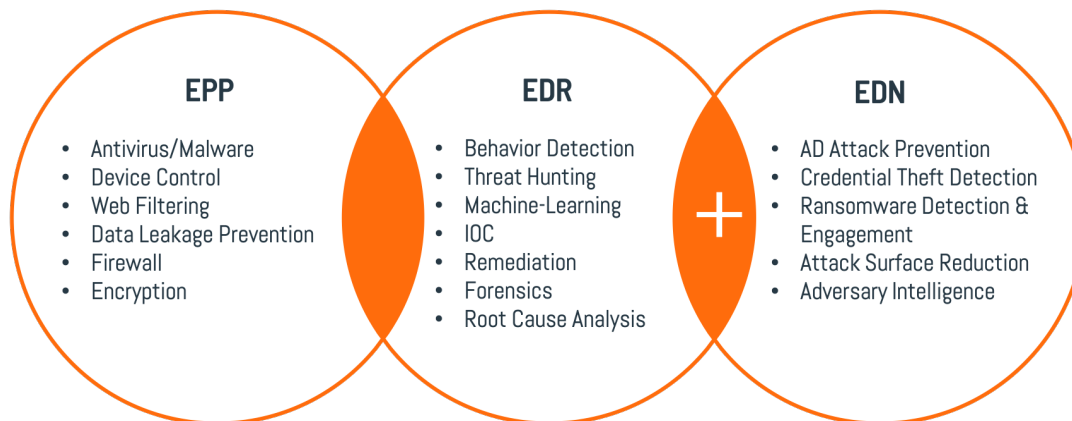 EPP
• Antivirus/Malware
• Device Control
• Web Filtering
• Data Leakage Prevention
• Firewall
• Encryption
EDR
• Behavior Detection
• Threat Hunting
• Machine-Learning
• IOC
• Remediation
• Forensics
• Root Cause Analysis
+
EDN
• AD Attack Prevention
• Credential Theft Detection
• Ransomware Detection &
Engagement
• Attack Surface Reduction
• Adversary Intelligence